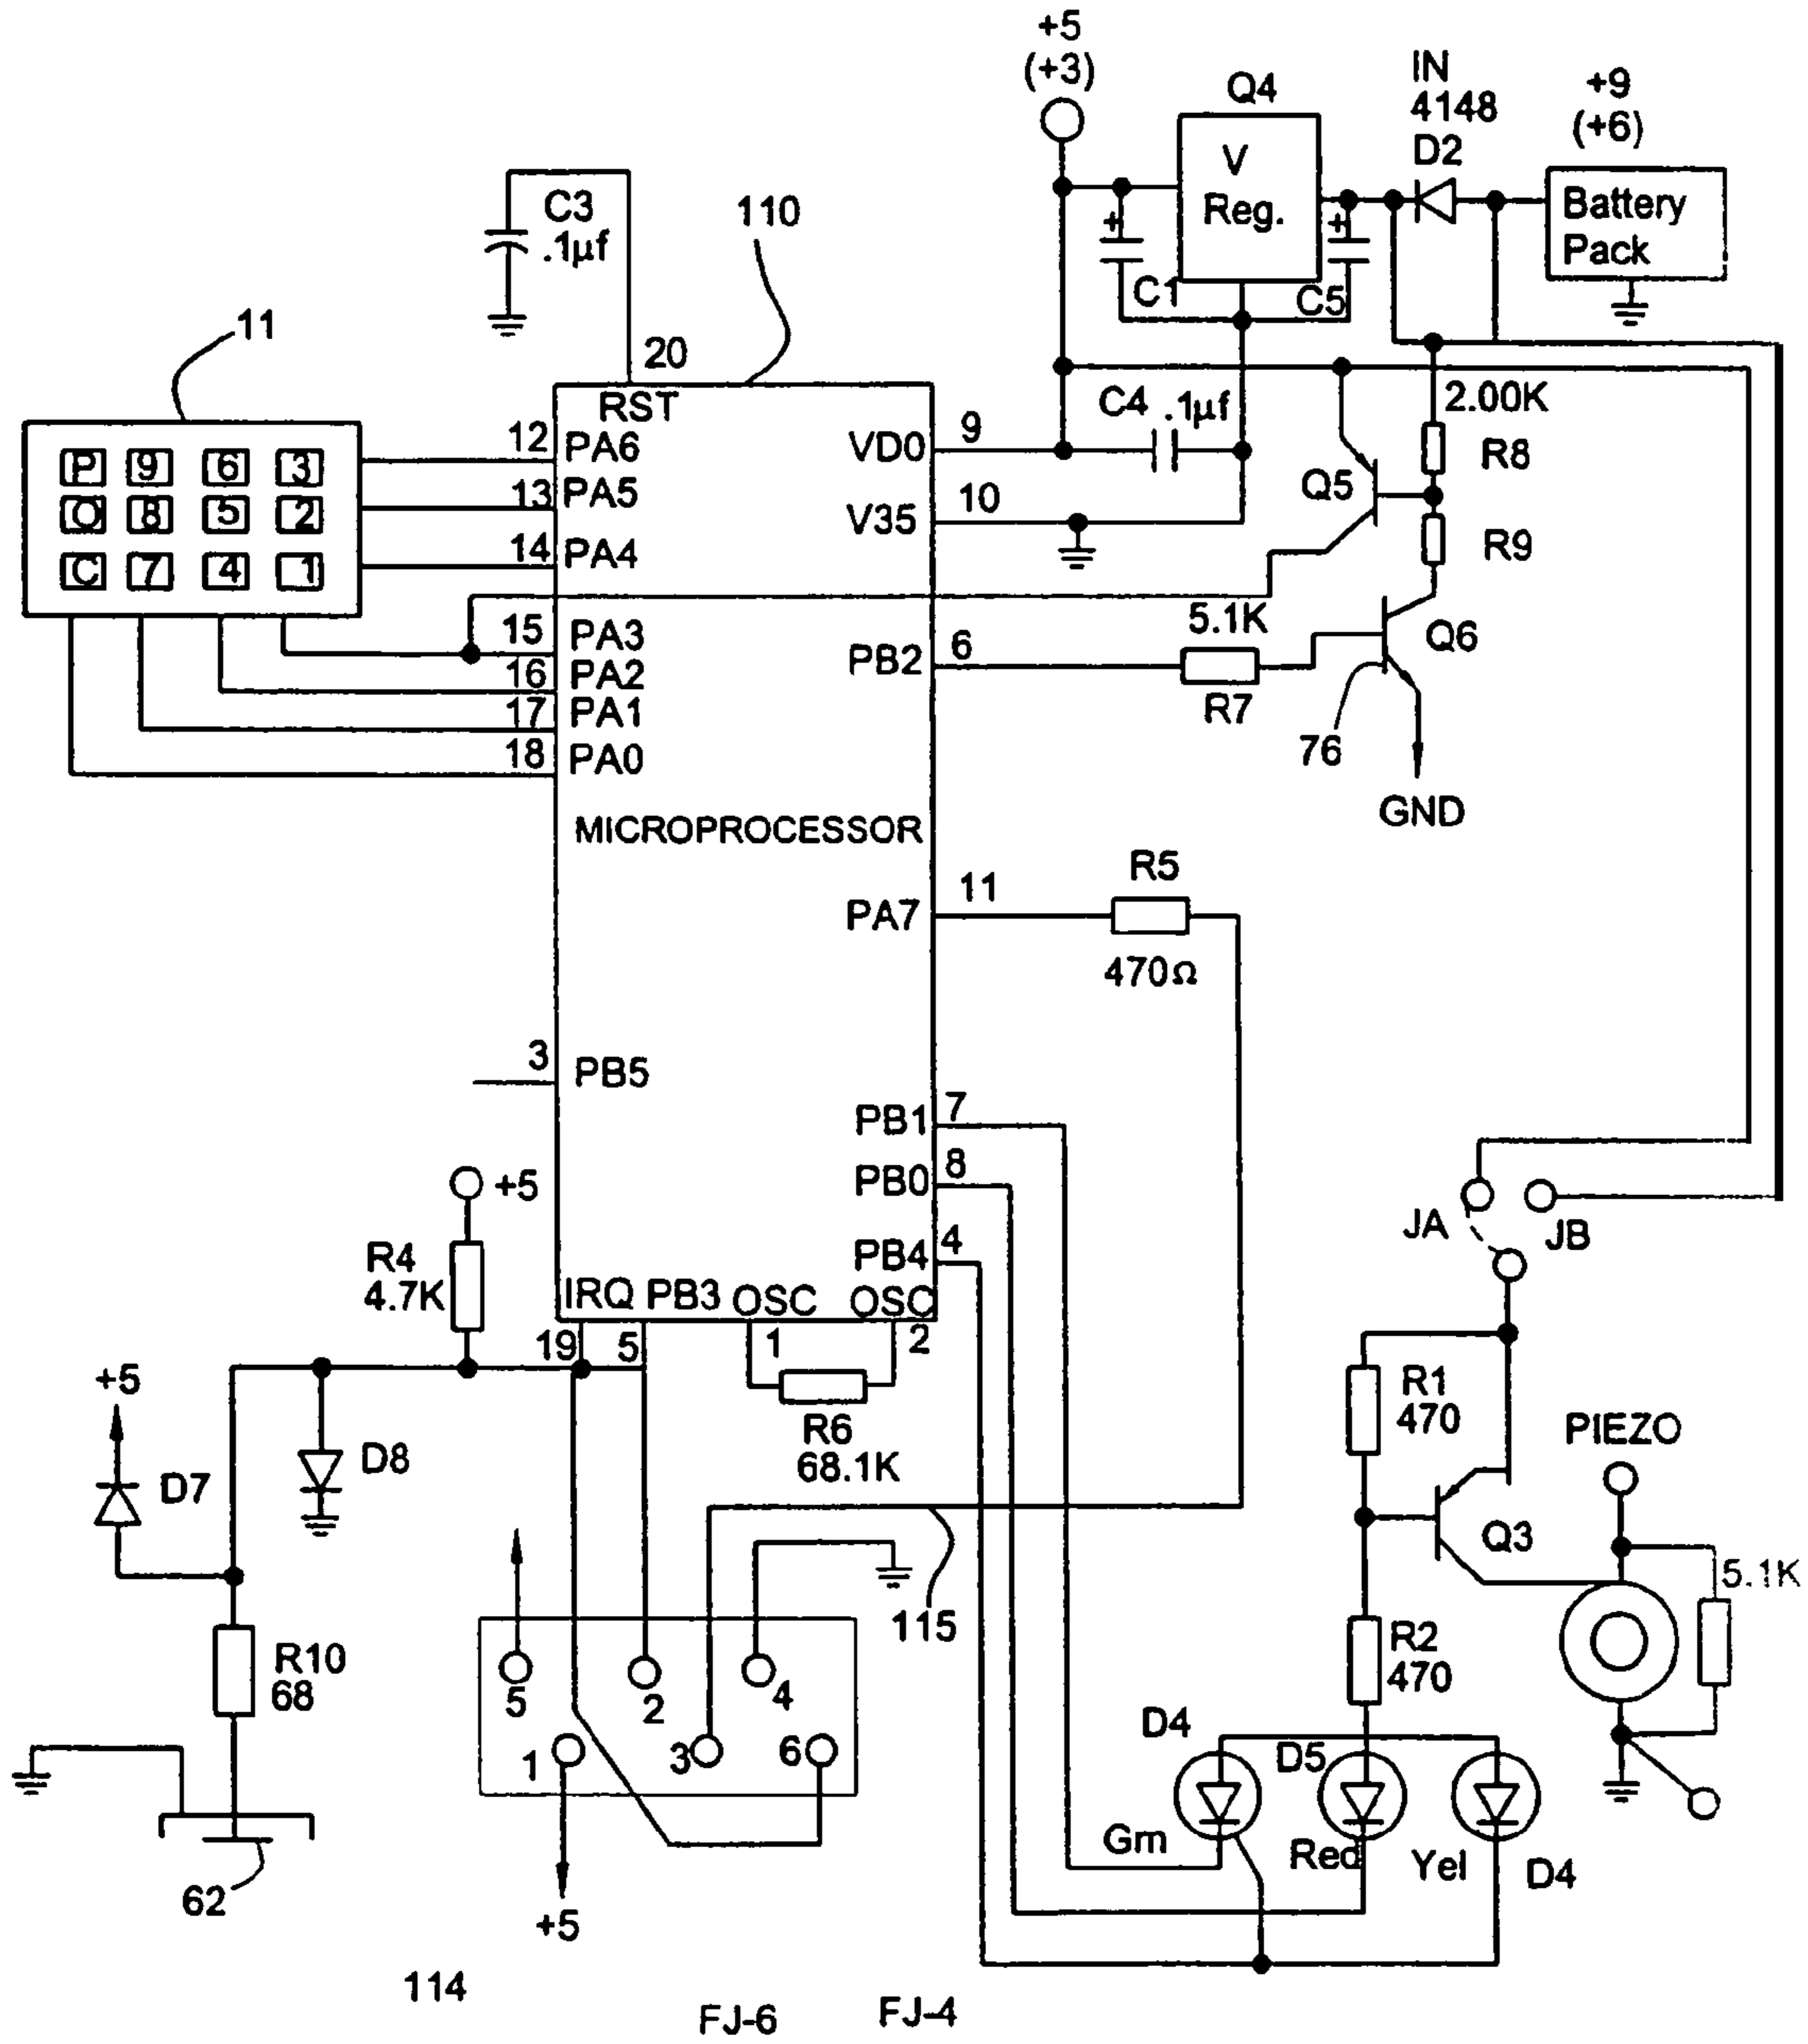 +5
(+3)
Q4
IN
4148
D2
+9
(+6)
V
Reg.
Battery
Pack
C3
.1µf
110
+
C1
+
C5
11
20
RST
C4 .1µf
2.00K
R8
P 9 6 3
O 8 5 2
C 7 4 1
12 PA6
13 PA5
14 PA4
15 PA3
16 PA2
17 PA1
18 PA0
VD0 9
V35 10
Q5
R9
5.1K
PB2 6
R7
Q6
76
GND
MICROPROCESSOR
PA7 11
R5
470Ω
3 PB5
PB1 7
PB0 8
PB4 4
JA
JB
+5
R4
4.7K
IRQ PB3 OSC OSC
19 5 1 2
R6
68.1K
+5
D7
D8
R1
470
PIEZO
Q3
5.1K
115
R10
68
5
2
4
1
3
6
R2
470
D4
D5
Grn
Red
Yel
D4
62
+5
114
FJ-6
FJ-4